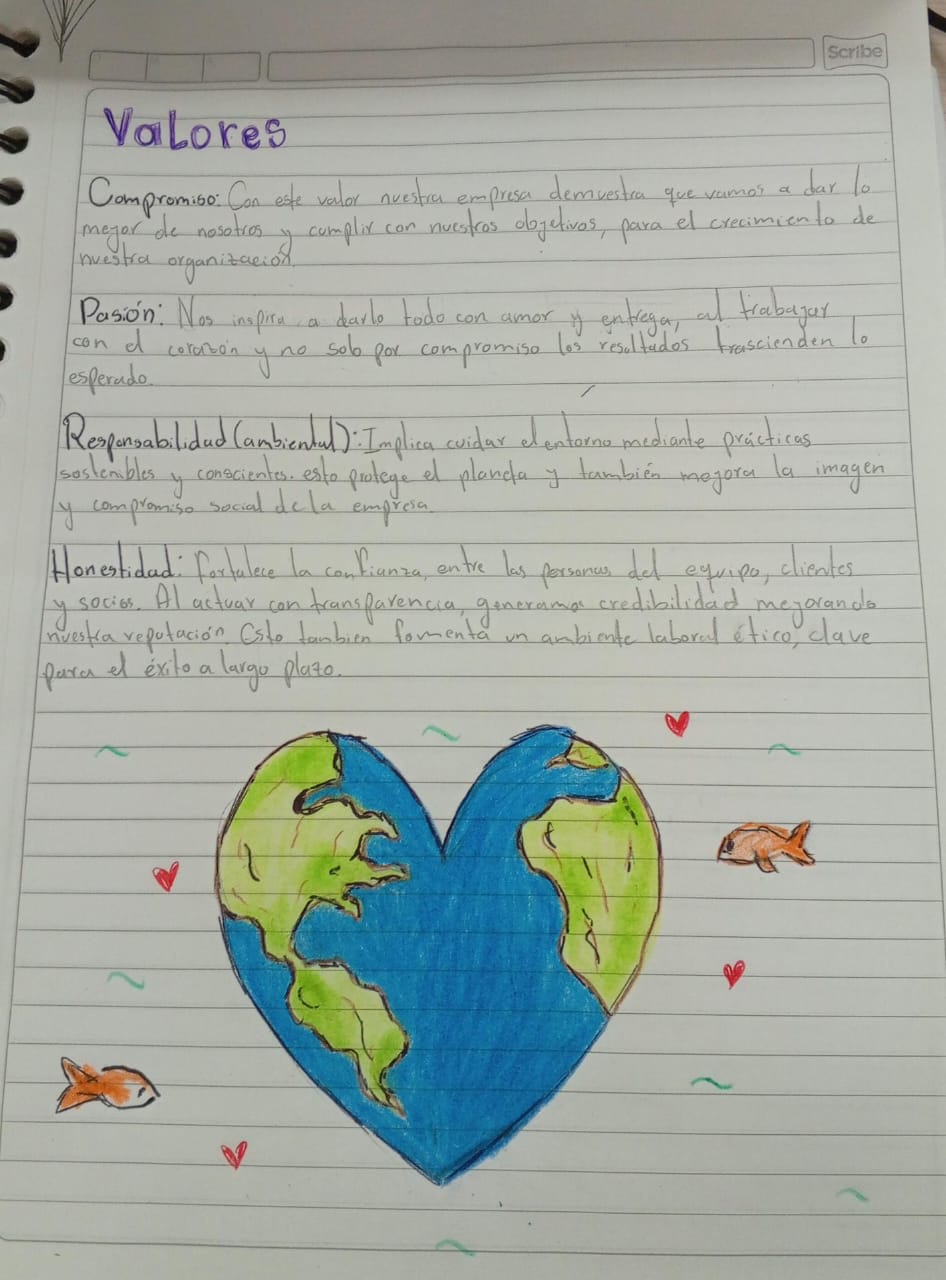 Scribe
Valores
Compromiso: Con este valor nuestra empresa demuestra que vamos a dar lo
mejor de nosotros y cumplir con nuestros objetivos, para el crecimiento de
nuestra organización.
Pasión: Nos inspira a darlo todo con amor y entrega, al trabajar
con el corazón y no solo por compromiso los resultados trascienden lo
esperado.
Responsabilidad (ambiental): Implica cuidar el entorno mediante prácticas
sostenibles y conscientes. esto protege el planeta y también mejora la imagen
y compromiso social de la empresa.
Honestidad: Fortalece la confianza, entre las personas del equipo, clientes
y socios. Al actuar con transparencia, generamos credibilidad mejorando
nuestra reputación. Esto tambien fomenta un ambiente laboral ético, clave
para el éxito a largo plazo.